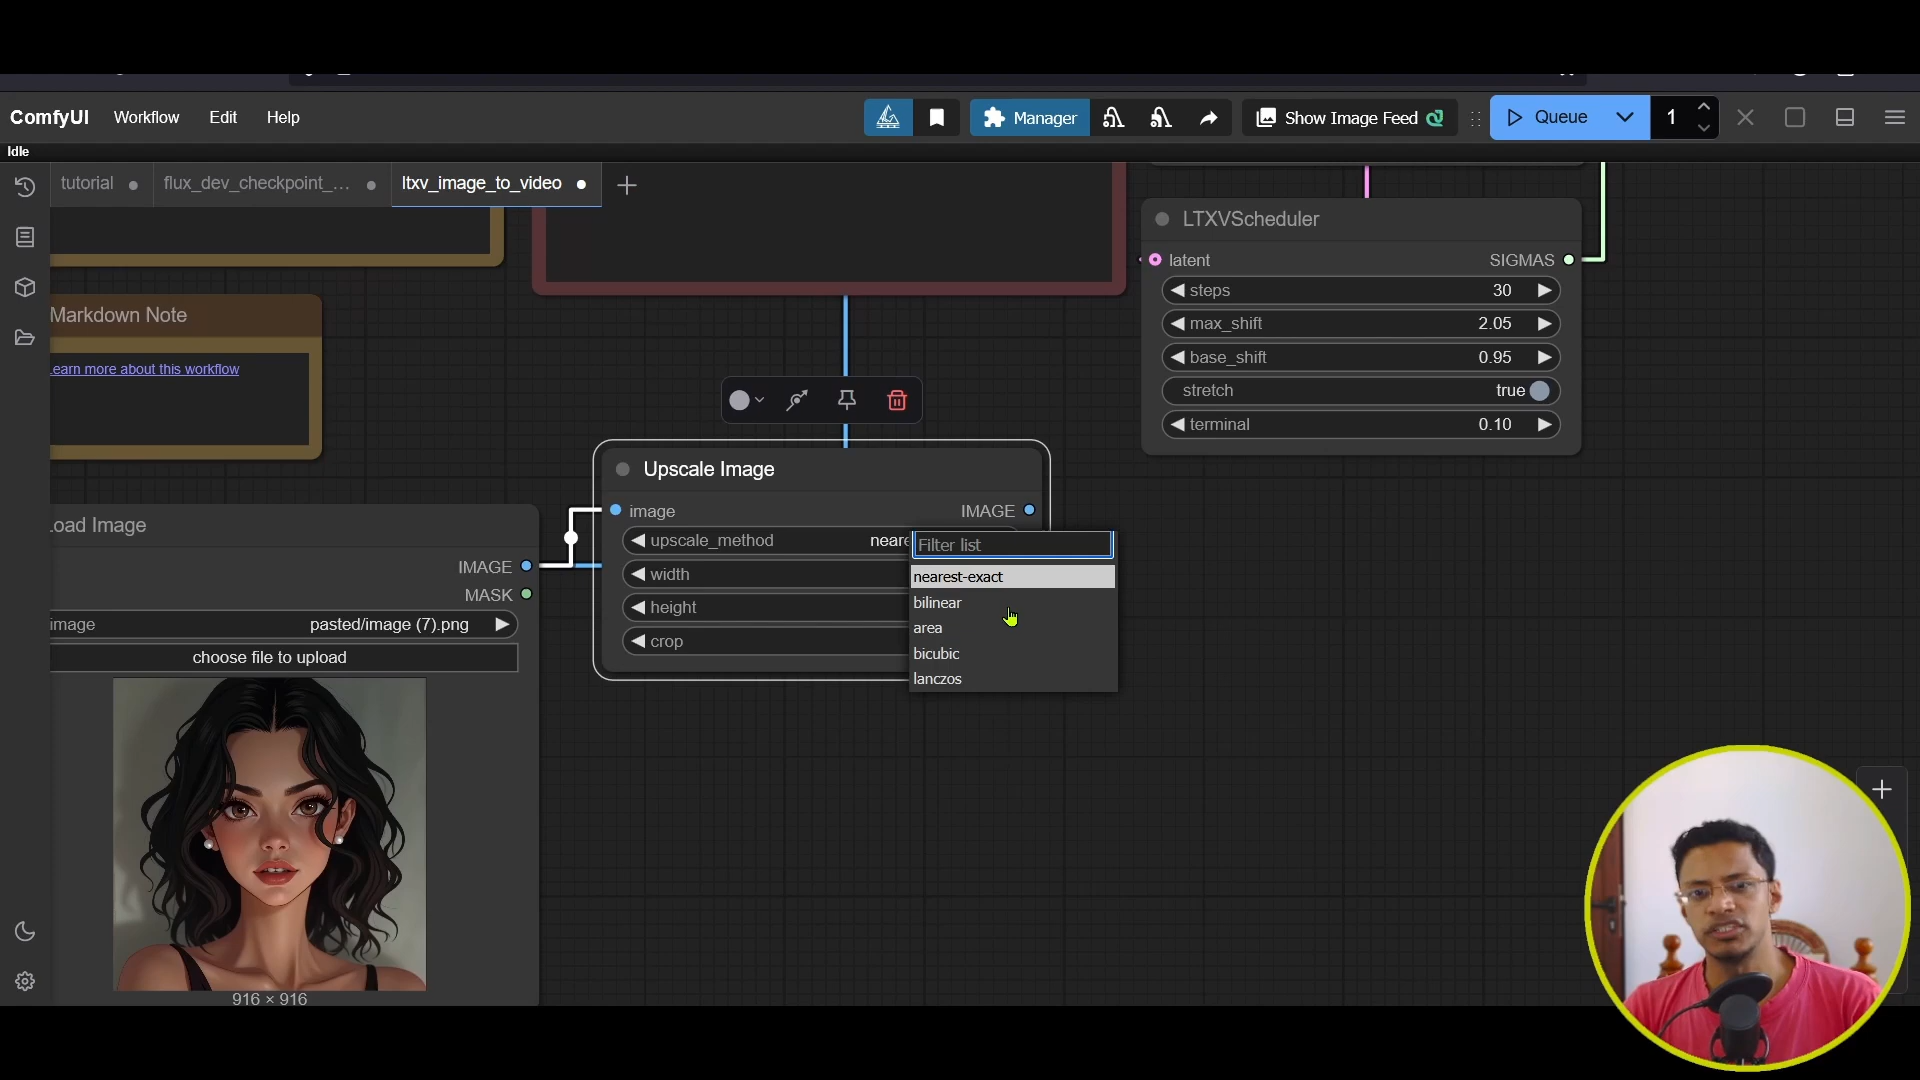 ComfyUI Workflow Edit Help
Manager
Show Image Feed
Queue
1
Idle
tutorial
flux_dev_checkpoint_...
ltxv_image_to_video
LTXVScheduler
latent SIGMAS
steps 30
max_shift 2.05
base_shift 0.95
stretch true
terminal 0.10
Markdown Note
earn more about this workflow
Upscale Image
image IMAGE
upscale_method neare
width
height
crop
Filter list
nearest-exact
bilinear
area
bicubic
lanczos
oad Image
IMAGE
MASK
image pasted/image (7).png
choose file to upload
916 × 916